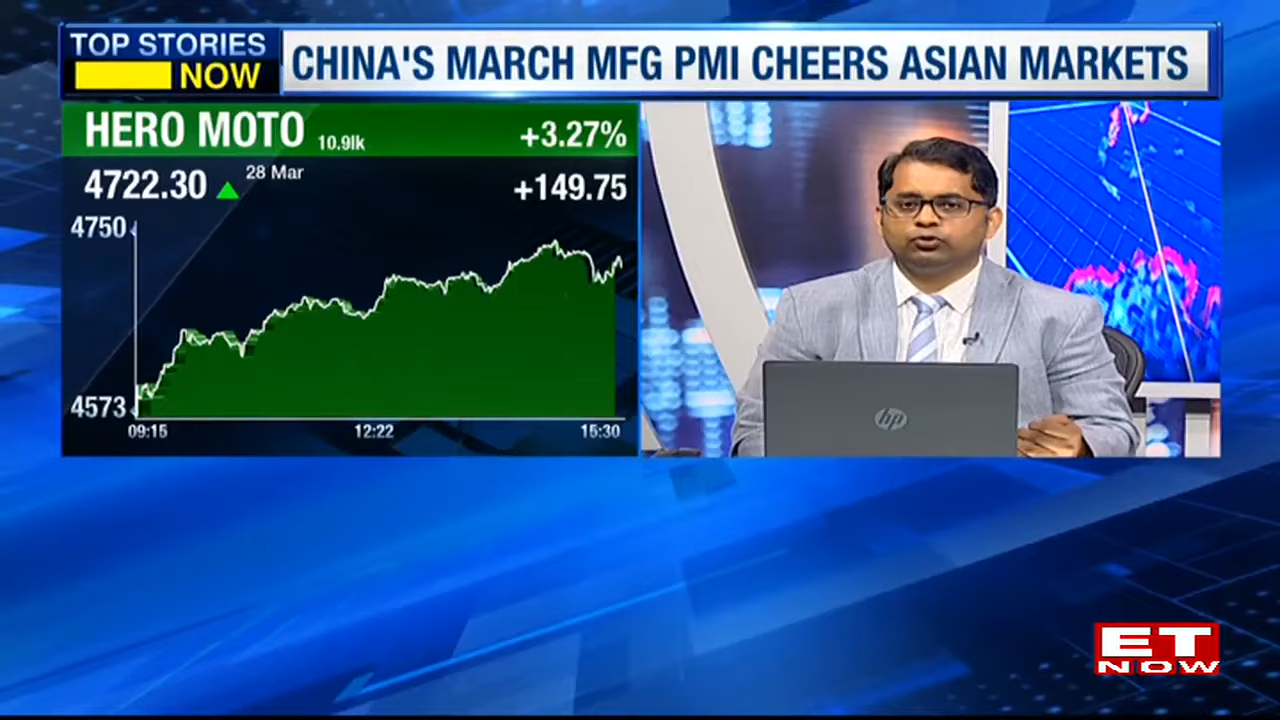 TOP STORIES
NOW
CHINA'S MARCH MFG PMI CHEERS ASIAN MARKETS
HERO MOTO 10.9lk +3.27%
4722.30 ▲ 28 Mar +149.75
4750
4573
09:15 12:22 15:30
hp
ET
NOW